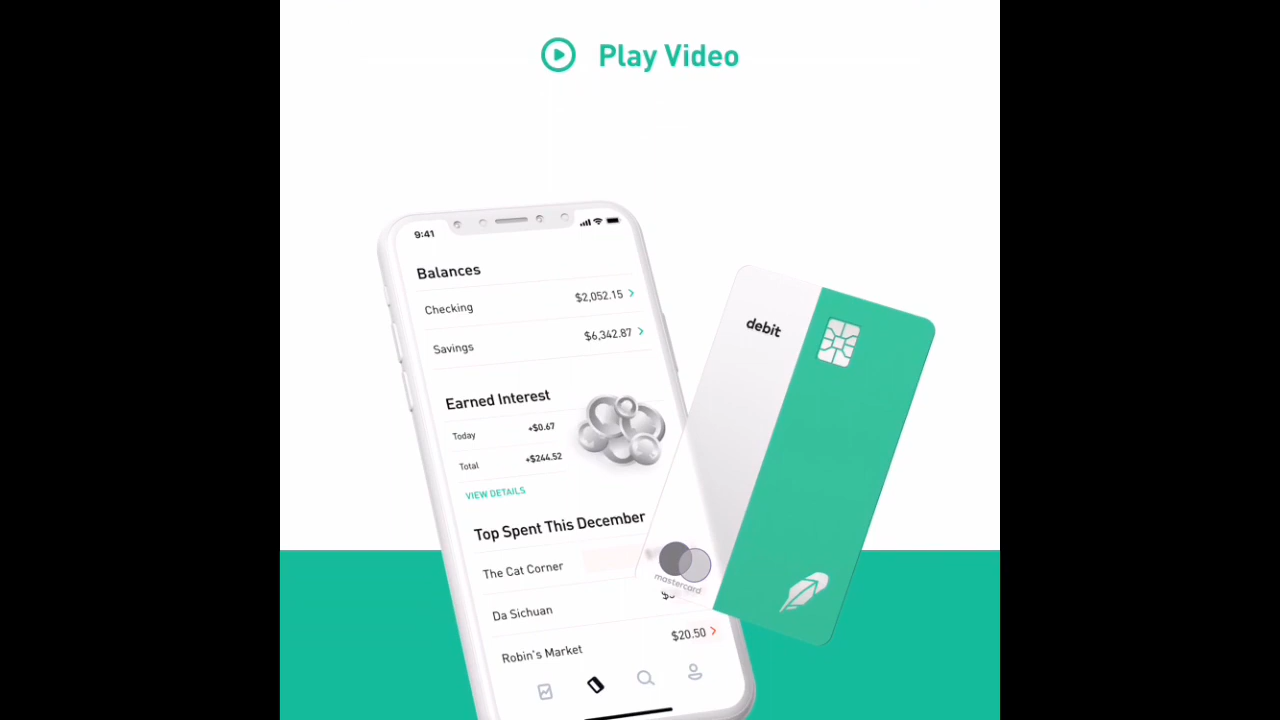 Play Video
9:41
Balances
Checking $2,052.15
Savings $6,342.87
Earned Interest
Today +$0.67
Total +$244.52
VIEW DETAILS
Top Spent This December
The Cat Corner
Da Sichuan
Robin's Market $20.50
debit
mastercard